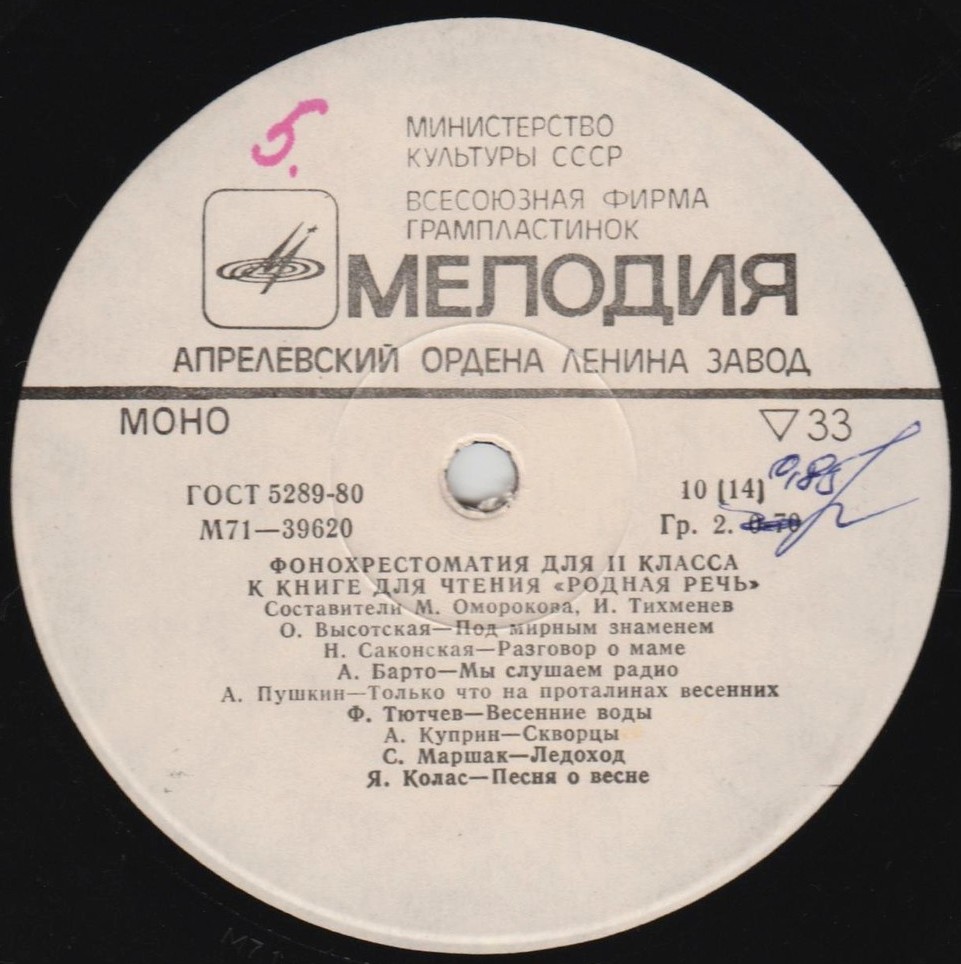 5.
МИНИСТЕРСТВО
КУЛЬТУРЫ СССР
ВСЕСОЮЗНАЯ ФИРМА
ГРАМПЛАСТИНОК
МЕЛОДИЯ
АПРЕЛЕВСКИЙ ОРДЕНА ЛЕНИНА ЗАВОД
МОНО ▽33
ГОСТ 5289-80 10 (14) 0,85
М71—39620 Гр. 2. 0-70
ФОНОХРЕСТОМАТИЯ ДЛЯ II КЛАССА
К КНИГЕ ДЛЯ ЧТЕНИЯ «РОДНАЯ РЕЧЬ»
Составители М. Оморокова, И. Тихменев
О. Высотская—Под мирным знаменем
Н. Саконская—Разговор о маме
А. Барто—Мы слушаем радио
А. Пушкин—Только что на проталинах весенних
Ф. Тютчев—Весенние воды
А. Куприн—Скворцы
С. Маршак—Ледоход
Я. Колас—Песня о весне